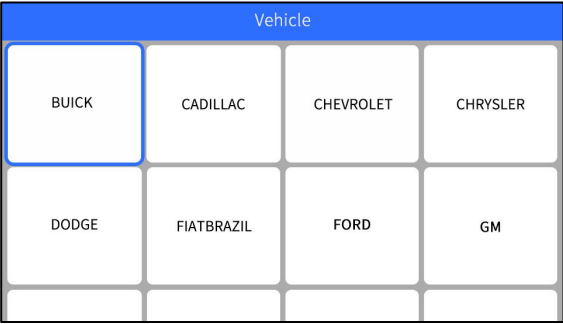 Vehicle
BUICK
CADILLAC
CHEVROLET
CHRYSLER
DODGE
FIATBRAZIL
FORD
GM